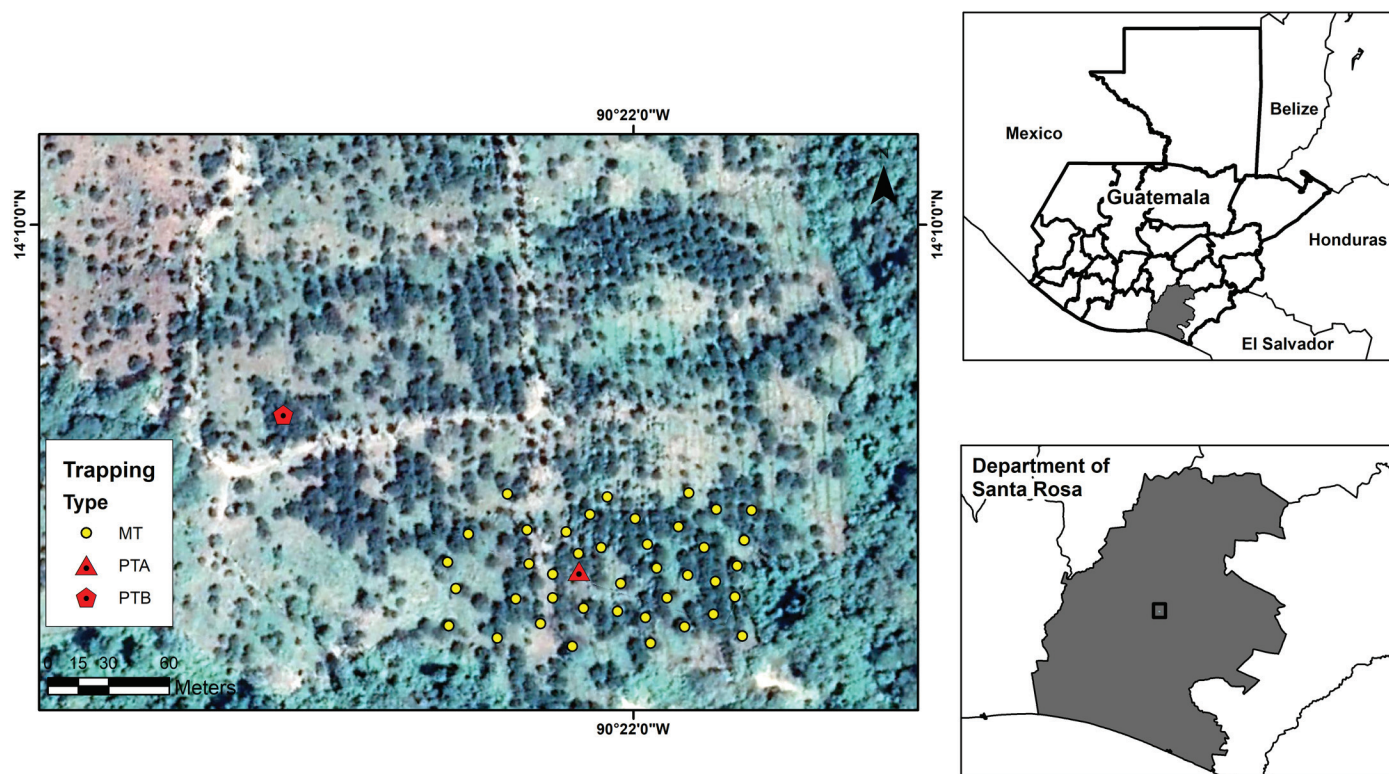 90°22'0"W
14°10'0"N
14°10'0"N
Trapping
Type
MT
PTA
PTB
0 15 30 60
Meters
90°22'0"W
Mexico
Belize
Guatemala
Honduras
El Salvador
Department of
Santa Rosa